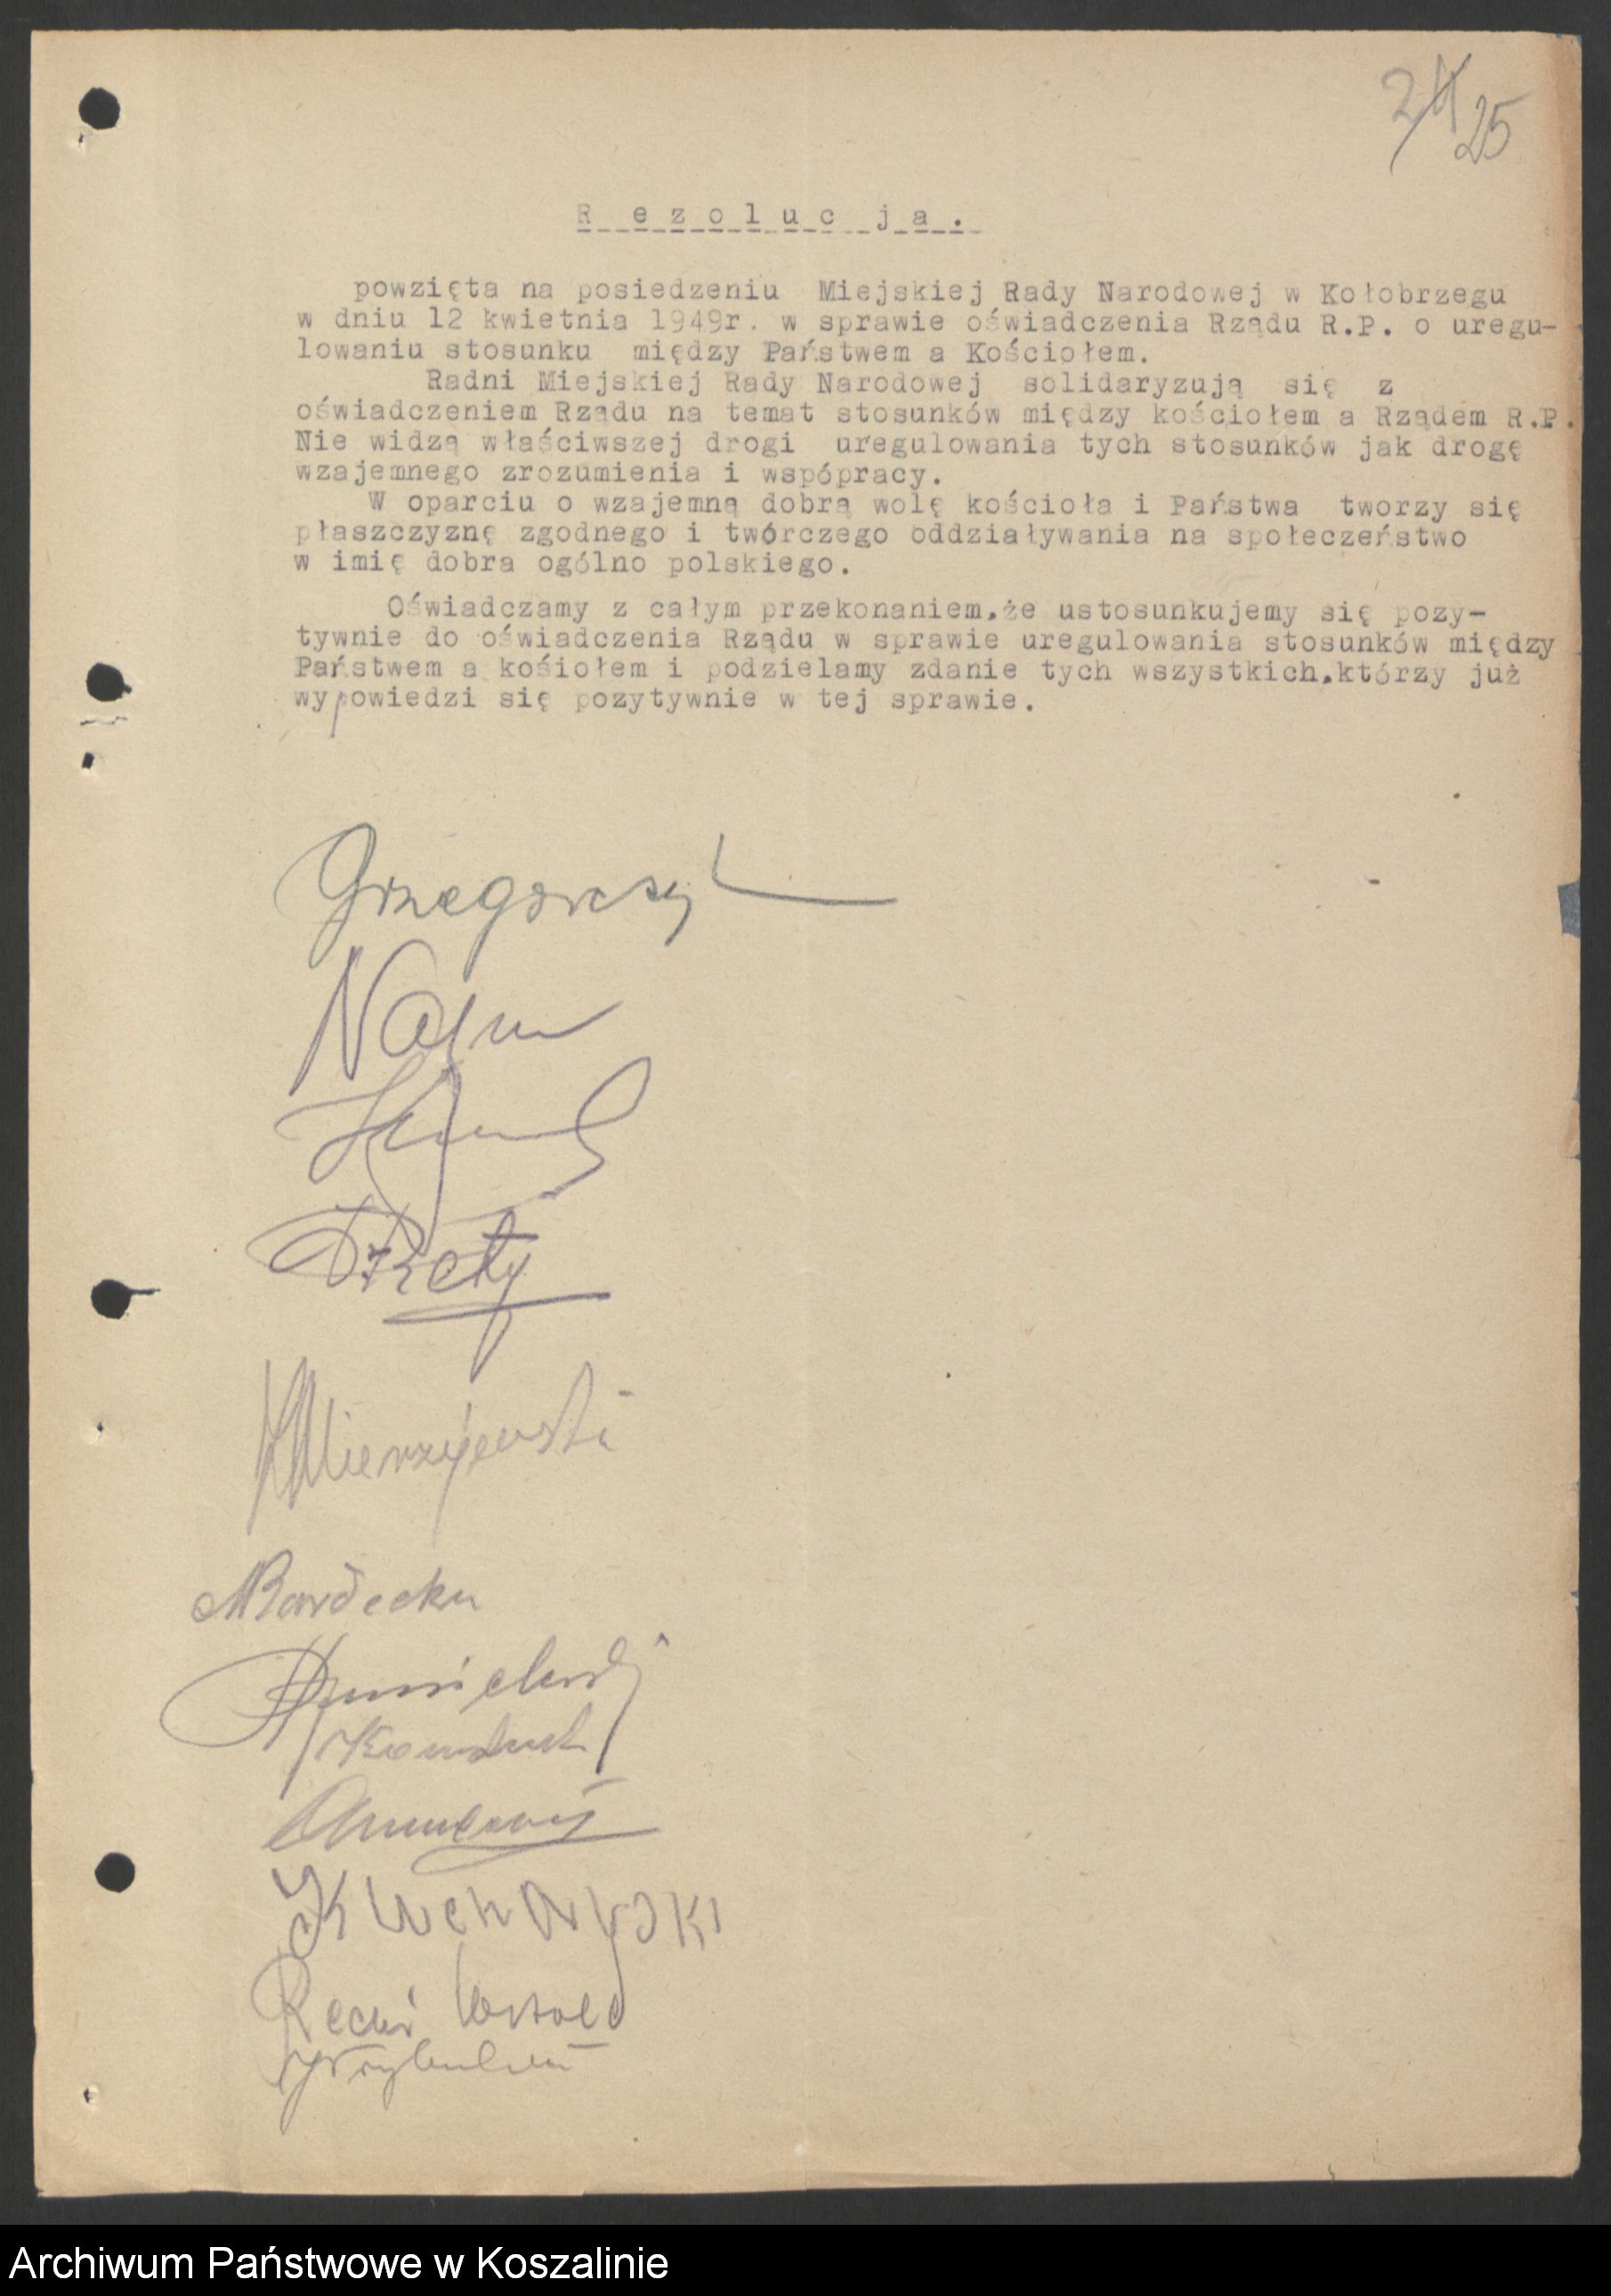 24 25
R e z o l u c j a .
powzięta na posiedzeniu Miejskiej Rady Narodowej w Kołobrzegu
w dniu 12 kwietnia 1949r. w sprawie oświadczenia Rządu R.P. o uregu-
lowaniu stosunku między Państwem a Kościołem.
Radni Miejskiej Rady Narodowej solidaryzują się z
oświadczeniem Rządu na temat stosunków między kościołem a Rządem R.P.
Nie widzą właściwszej drogi uregulowania tych stosunków jak drogę
wzajemnego zrozumienia i wspópracy.
W oparciu o wzajemną dobrą wolę kościoła i Państwa tworzy się
płaszczyznę zgodnego i twórczego oddziaływania na społeczeństwo
w imię dobra ogólno polskiego.
Oświadczamy z całym przekonaniem,że ustosunkujemy się pozy-
tywnie do oświadczenia Rządu w sprawie uregulowania stosunków między
Państwem a kośiołem i podzielamy zdanie tych wszystkich,którzy już
wypowiedzi się pozytywnie w tej sprawie.
Grzegorczyk
KMierzejewski
Archiwum Państwowe w Koszalinie